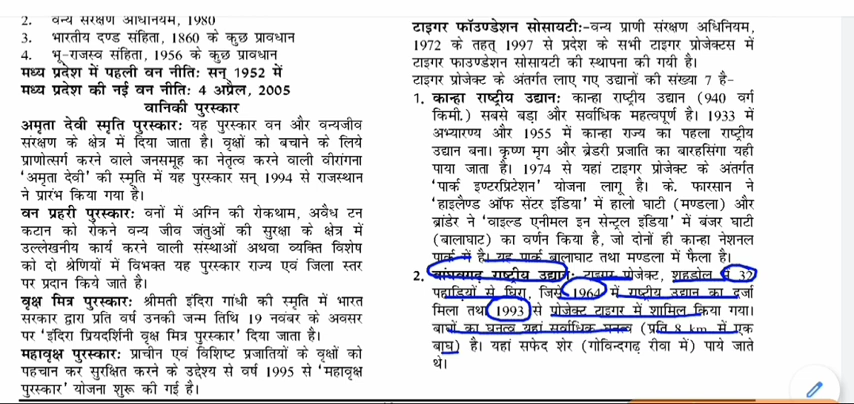 2. वन्य संरक्षण अधिनियम, 1980
3. भारतीय दण्ड संहिता, 1860 के कुछ प्रावधान
4. भू-राजस्व संहिता, 1956 के कुछ प्रावधान
मध्य प्रदेश में पहली वन नीतिः सन् 1952 में
मध्य प्रदेश की नई वन नीतिः 4 अप्रैल, 2005
वानिकी पुरस्कार
अमृता देवी स्मृति पुरस्कारः यह पुरस्कार वन और वन्यजीव
संरक्षण के क्षेत्र में दिया जाता है। वृक्षों को बचाने के लिये
प्राणोत्सर्ग करने वाले जनसमूह का नेतृत्व करने वाली वीरांगना
'अमृता देवी' की स्मृति में यह पुरस्कार सन् 1994 से राजस्थान
ने प्रारंभ किया गया है।
वन प्रहरी पुरस्कारः वनों में अग्नि की रोकथाम, अवैध टन
कटान को रोकने वन्य जीव जंतुओं की सुरक्षा के क्षेत्र में
उल्लेखनीय कार्य करने वाली संस्थाओं अथवा व्यक्ति विशेष
को दो श्रेणियों में विभक्त यह पुरस्कार राज्य एवं जिला स्तर
पर प्रदान किये जाते है।
वृक्ष मित्र पुरस्कारः श्रीमती इंदिरा गांधी की स्मृति में भारत
सरकार द्वारा प्रति वर्ष उनकी जन्म तिथि 19 नवंबर के अवसर
पर 'इंदिरा प्रियदर्शिनी वृक्ष मित्र पुरस्कार' दिया जाता है।
महावृक्ष पुरस्कारः प्राचीन एवं विशिष्ट प्रजातियों के वृक्षों को
पहचान कर सुरक्षित करने के उद्देश्य से वर्ष 1995 से 'महावृक्ष
पुरस्कार' योजना शुरू की गई है।
टाइगर फॉउण्डेशन सोसायटीः-वन्य प्राणी संरक्षण अधिनियम,
1972 के तहत् 1997 से प्रदेश के सभी टाइगर प्रोजेक्टस में
टाइगर फाउण्डेशन सोसायटी की स्थापना की गयी है।
टाइगर प्रोजेक्ट के अंतर्गत लाए गए उद्यानों की संख्या 7 है-
1. कान्हा राष्ट्रीय उद्यानः कान्हा राष्ट्रीय उद्यान (940 वर्ग
किमी.) सबसे बड़ा और सर्वाधिक महत्वपूर्ण है। 1933 में
अभ्यारण्य और 1955 में कान्हा राज्य का पहला राष्ट्रीय
उद्यान बना। कृष्ण मृग और ब्रेडरी प्रजाति का बारहसिंगा यही
पाया जाता है। 1974 से यहां टाइगर प्रोजेक्ट के अंतर्गत
'पार्क इण्टरप्रिटेशन' योजना लागू है। के. फारसान ने
'हाइलैण्ड ऑफ सेंटर इंडिया' में हालो घाटी (मण्डला) और
ब्रांडेर ने 'वाइल्ड एनीमल इन सेन्ट्रल इंडिया' में बंजर घाटी
(बालाघाट) का वर्णन किया है, जो दोनों ही कान्हा नेशनल
पार्क में है। यह पार्क बालाघाट तथा मण्डला में फैला है।
2. बांधवगढ़ राष्ट्रीय उद्यानः टाइगर प्रोजेक्ट, शहडोल में 32
पहाड़ियों से घिरा, जिसे 1964 में राष्ट्रीय उद्यान का दर्जा
मिला तथा 1993 से प्रोजेक्ट टाइगर में शामिल किया गया।
बाघों का घनत्व यहां सर्वाधिक घनत्व (प्रति 8 km में एक
बाघ) है। यहां सफेद शेर (गोविन्दगढ़ रीवा में) पाये जाते
थे।